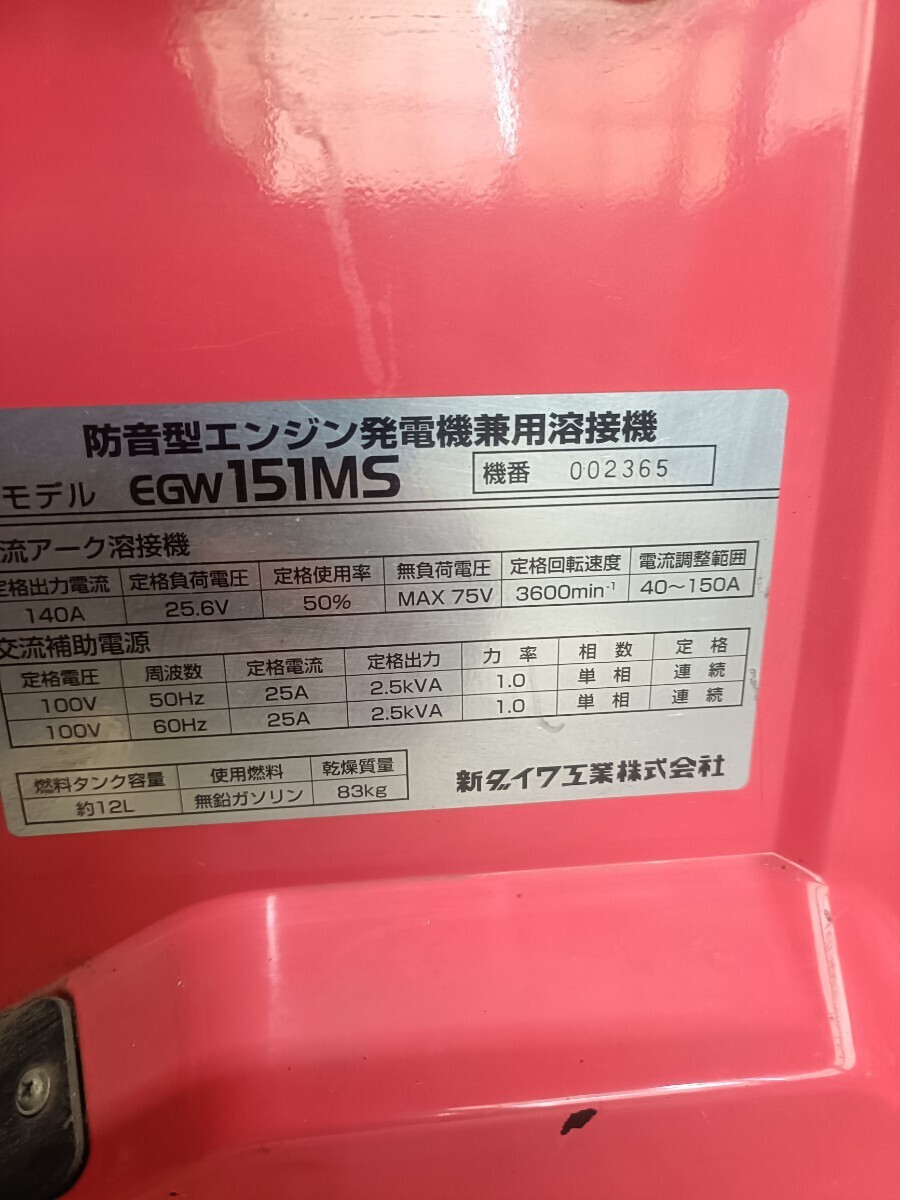 防音型エンジン発電機兼用溶接機
モデル EGW151MS 機番 002365
流アーク溶接機
定格出力電流 定格負荷電圧 定格使用率 無負荷電圧 定格回転速度 電流調整範囲
140A 25.6V 50% MAX 75V 3600min⁻¹ 40～150A
交流補助電源
定格電圧 周波数 定格電流 定格出力 力率 相数 定格
100V 50Hz 25A 2.5kVA 1.0 単相 連続
100V 60Hz 25A 2.5kVA 1.0 単相 連続
燃料タンク容量 使用燃料 乾燥質量
約12L 無鉛ガソリン 83kg
新ダイワ工業株式会社